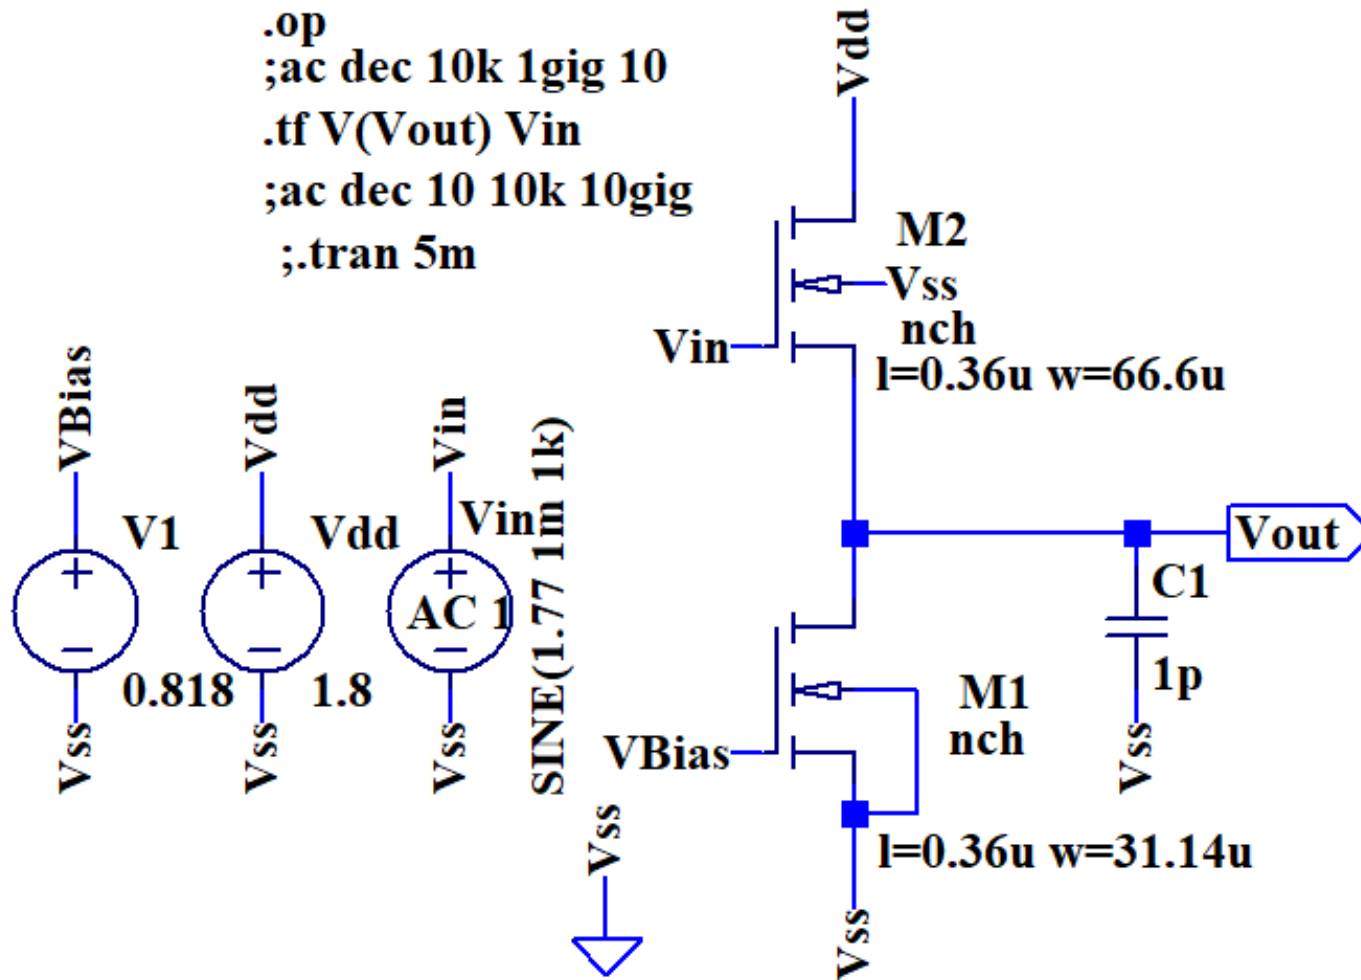 .op
;ac dec 10k 1gig 10
.tf V(Vout) Vin
;ac dec 10 10k 10gig
;.tran 5m
Vdd
M2
Vss
nch
Vin
l=0.36u w=66.6u
VBias
Vdd
Vin
V1
Vdd
Vin
AC 1
SINE(1.77 1m 1k)
0.818
1.8
Vss
Vss
Vss
Vout
C1
1p
Vss
M1
nch
VBias
l=0.36u w=31.14u
Vss
Vss